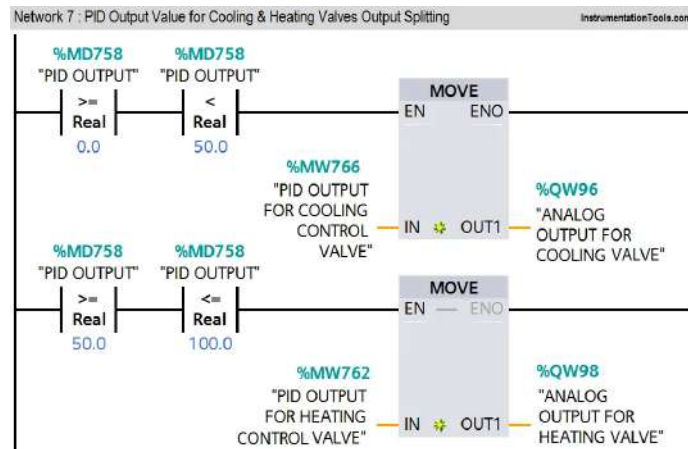 Network 7 : PID Output Value for Cooling & Heating Valves Output Splitting
InstrumentationTools.com
%MD758
"PID OUTPUT"
>=
Real
0.0
%MD758
"PID OUTPUT"
<
Real
50.0
MOVE
EN ENO
%MW766
"PID OUTPUT
FOR COOLING
CONTROL
VALVE"
IN OUT1
%QW96
"ANALOG
OUTPUT FOR
COOLING VALVE"
%MD758
"PID OUTPUT"
>=
Real
50.0
%MD758
"PID OUTPUT"
<=
Real
100.0
MOVE
EN ENO
%MW762
"PID OUTPUT
FOR HEATING
CONTROL VALVE"
IN OUT1
%QW98
"ANALOG
OUTPUT FOR
HEATING VALVE"